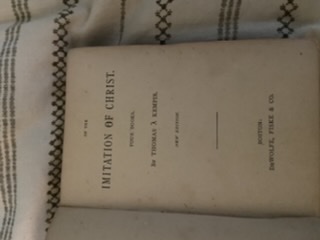 OF THE
IMITATION OF CHRIST.
FOUR BOOKS.
BY THOMAS À KEMPIS.
NEW EDITION
BOSTON:
DEWOLFE, FISKE & CO.